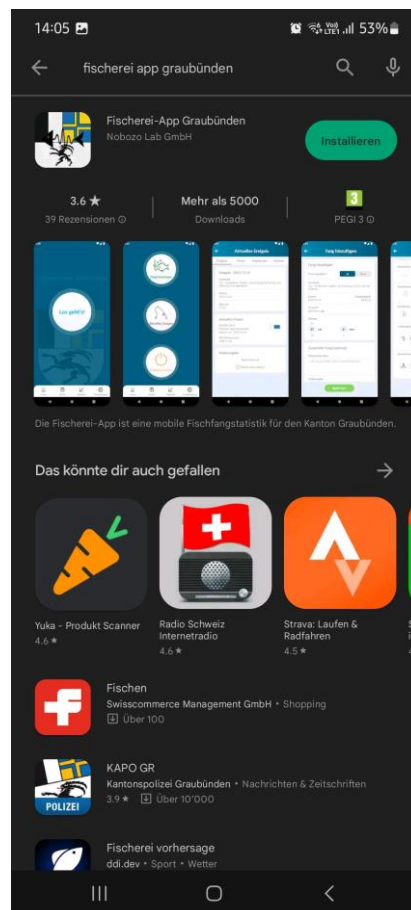 14:05 53%
fischerei app graubünden
Fischerei-App Graubünden
Nobozo Lab GmbH
Installieren
3.6 ★ Mehr als 5000 3
39 Rezensionen Downloads PEGI 3
Los geht's!
Aktuelles Ereignis
Fang hinzufügen
Die Fischerei-App ist eine mobile Fischfangstatistik für den Kanton Graubünden.
Das könnte dir auch gefallen
Yuka - Produkt Scanner
4.6 ★
Radio Schweiz
Internetradio
4.6 ★
Strava: Laufen &
Radfahren
4.5 ★
Fischen
Swisscommerce Management GmbH • Shopping
Über 100
POLIZEI
KAPO GR
Kantonspolizei Graubünden • Nachrichten & Zeitschriften
3.9 ★ Über 10'000
Fischerei vorhersage
ddi.dev • Sport • Wetter